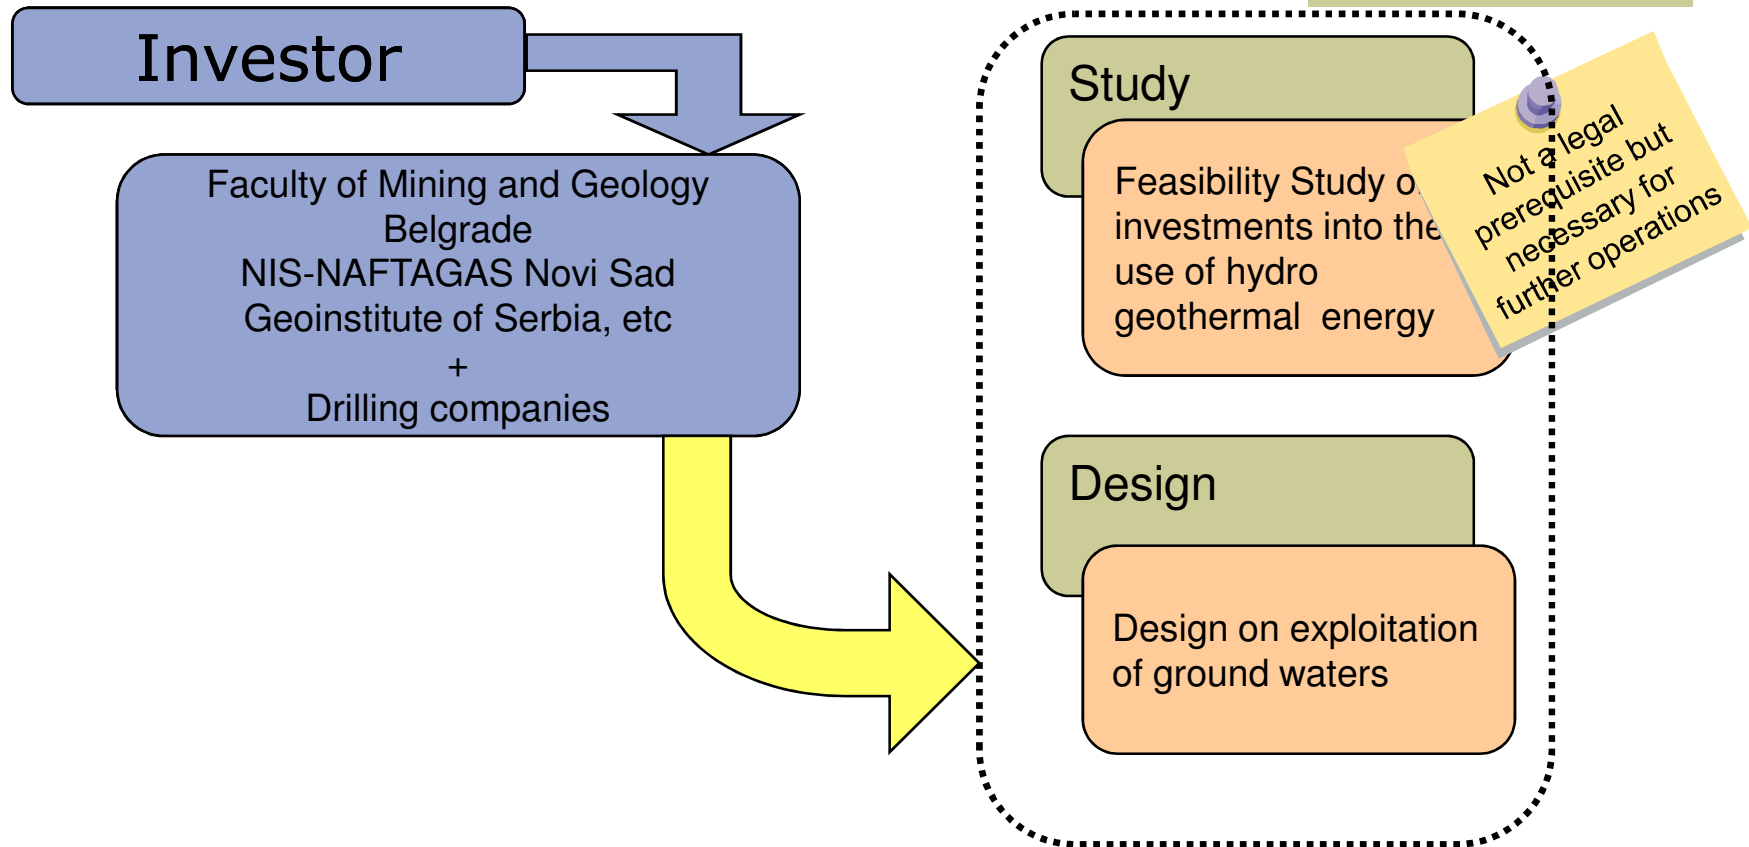 Investor
Faculty of Mining and Geology
Belgrade
NIS-NAFTAGAS Novi Sad
Geoinstitute of Serbia, etc
+
Drilling companies
Study
Feasibility Study
investments into the
use of hydro
geothermal energy
Not a legal
prerequisite but
necessary for
further operations
Design
Design on exploitation
of ground waters